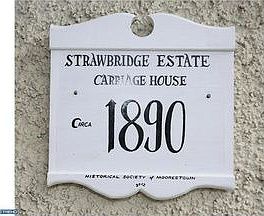 STRAWBRIDGE ESTATE
CARRIAGE HOUSE
CIRCA 1890
HISTORICAL SOCIETY OF MOORESTOWN